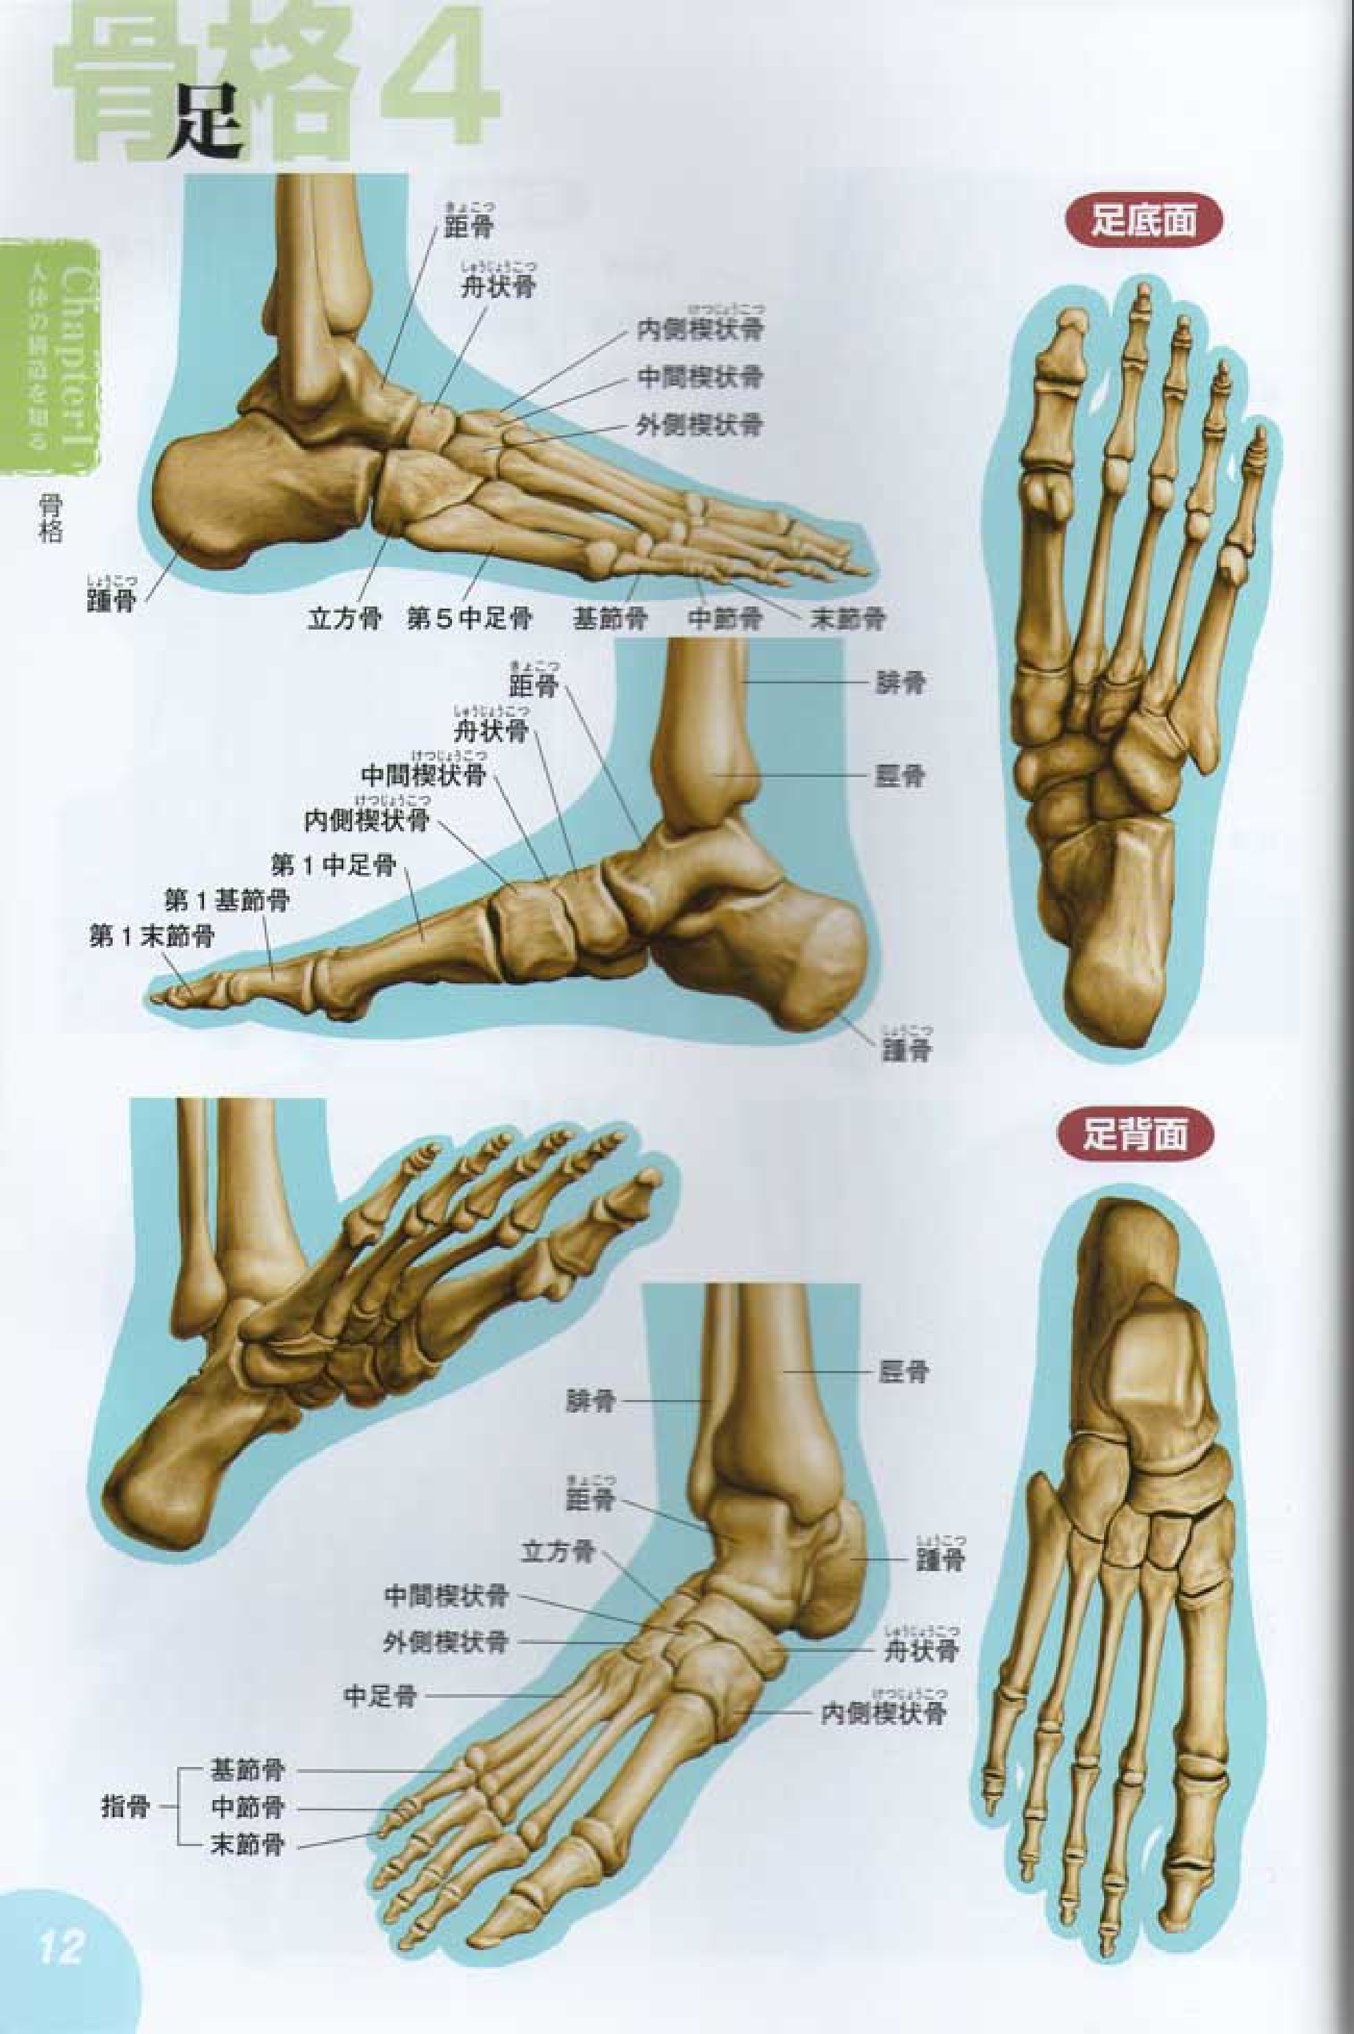 骨格4
足
Chapter.1
人体の構造を知る
骨格
きょこつ
距骨
しゅうじょうこつ
舟状骨
けつじょうこつ
内側楔状骨
中間楔状骨
外側楔状骨
しょうこつ
踵骨
立方骨
第5中足骨
基節骨
中節骨
末節骨
きょこつ
距骨
しゅうじょうこつ
舟状骨
けつじょうこつ
中間楔状骨
けつじょうこつ
内側楔状骨
第1中足骨
第1基節骨
第1末節骨
腓骨
脛骨
しょうこつ
踵骨
足底面
足背面
脛骨
腓骨
きょこつ
距骨
立方骨
中間楔状骨
外側楔状骨
中足骨
しょうこつ
踵骨
しゅうじょうこつ
舟状骨
けつじょうこつ
内側楔状骨
指骨
基節骨
中節骨
末節骨
12